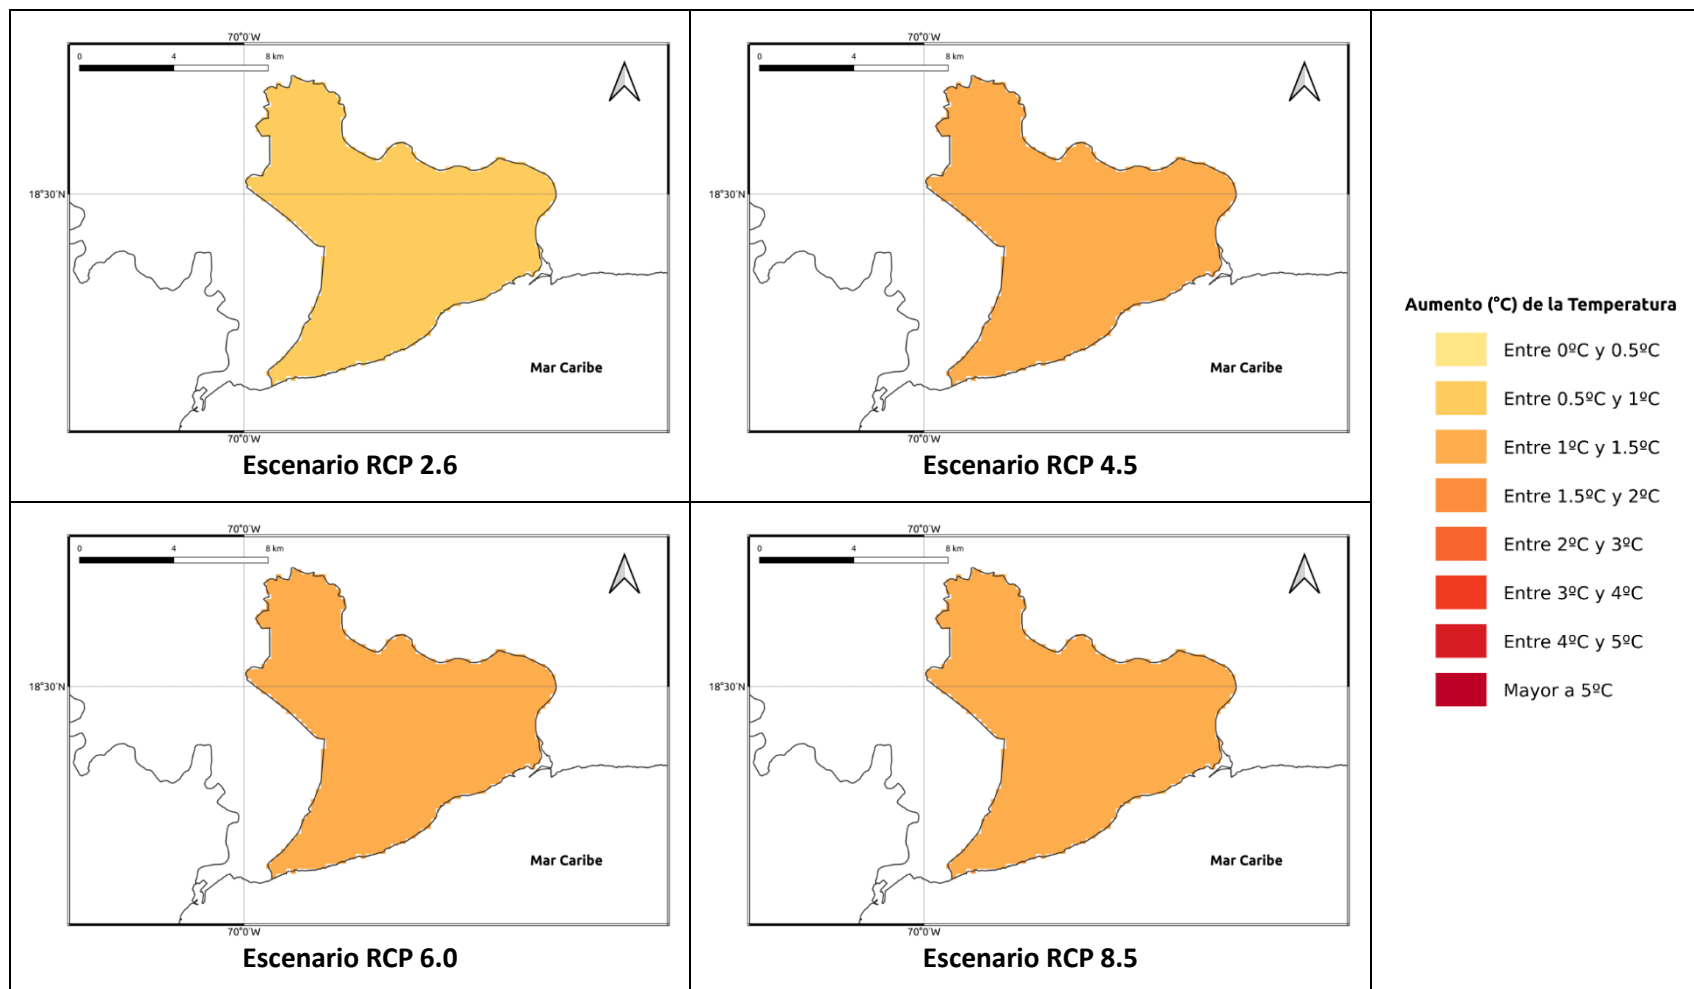 70°0'W
0 4 8 km
18°30'N
Mar Caribe
70°0'W
Escenario RCP 2.6
70°0'W
0 4 8 km
18°30'N
Mar Caribe
70°0'W
Escenario RCP 4.5
70°0'W
0 4 8 km
18°30'N
Mar Caribe
70°0'W
Escenario RCP 6.0
70°0'W
0 4 8 km
18°30'N
Mar Caribe
70°0'W
Escenario RCP 8.5
Aumento (°C) de la Temperatura
Entre 0ºC y 0.5ºC
Entre 0.5ºC y 1ºC
Entre 1ºC y 1.5ºC
Entre 1.5ºC y 2ºC
Entre 2ºC y 3ºC
Entre 3ºC y 4ºC
Entre 4ºC y 5ºC
Mayor a 5ºC